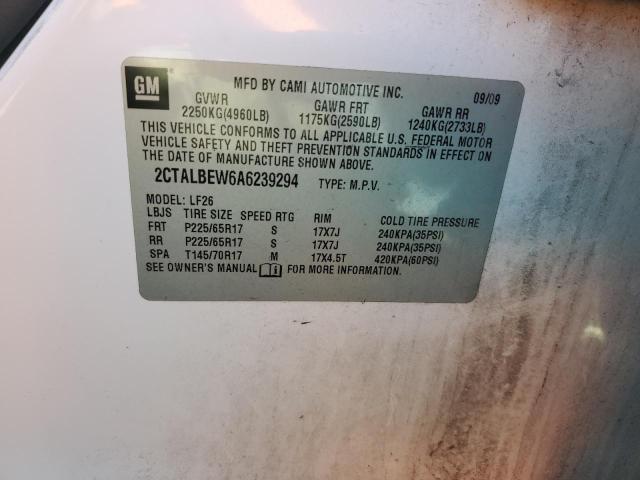 GM
MFD BY CAMI AUTOMOTIVE INC. 09/09
GVWR GAWR FRT GAWR RR
2250KG(4960LB) 1175KG(2590LB) 1240KG(2733LB)
THIS VEHICLE CONFORMS TO ALL APPLICABLE U.S. FEDERAL MOTOR
VEHICLE SAFETY AND THEFT PREVENTION STANDARDS IN EFFECT ON
THE DATE OF MANUFACTURE SHOWN ABOVE.
2CTALBEW6A6239294 TYPE: M.P.V.
MODEL: LF26
LBJS TIRE SIZE SPEED RTG RIM COLD TIRE PRESSURE
FRT P225/65R17 S 17X7J 240KPA(35PSI)
RR P225/65R17 S 17X7J 240KPA(35PSI)
SPA T145/70R17 M 17X4.5T 420KPA(60PSI)
SEE OWNER'S MANUAL FOR MORE INFORMATION.